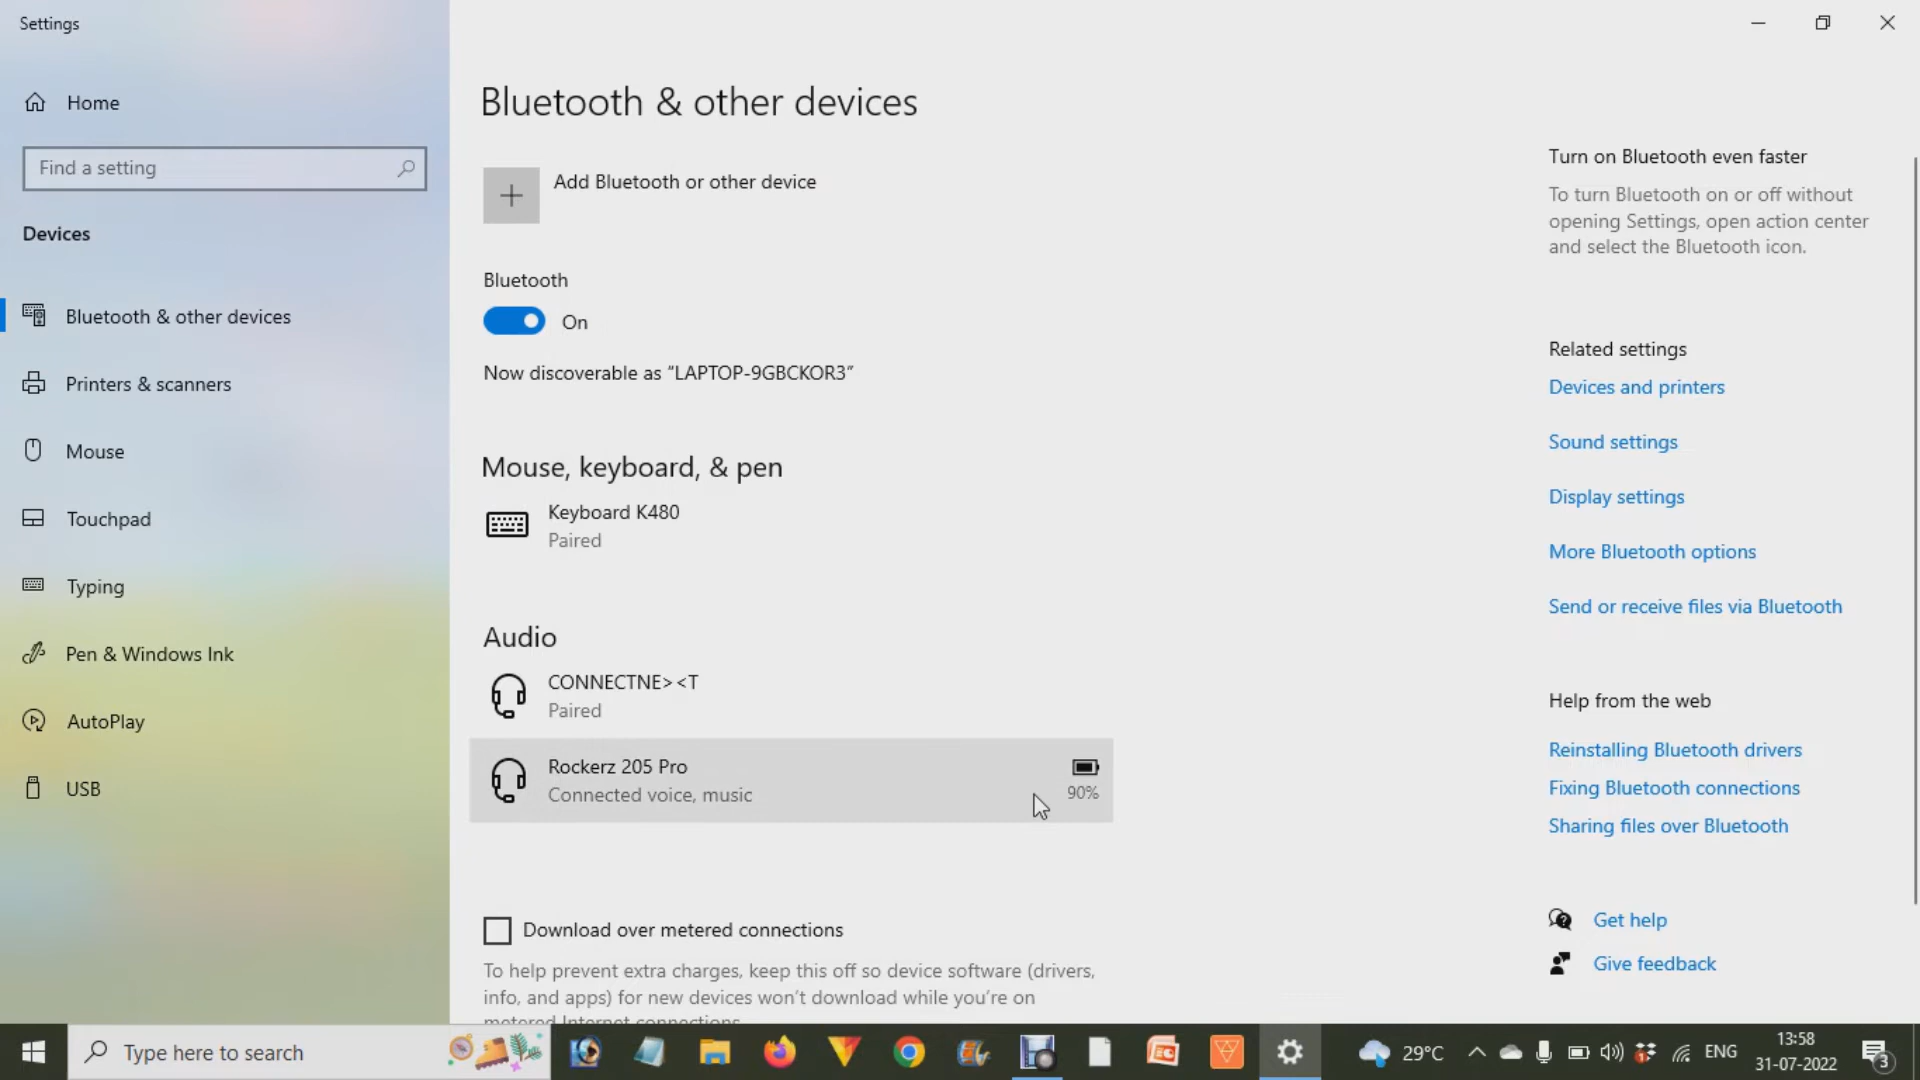 Settings
Home
Find a setting
Devices
Bluetooth & other devices
Printers & scanners
Mouse
Touchpad
Typing
Pen & Windows Ink
AutoPlay
USB
Bluetooth & other devices
Add Bluetooth or other device
Bluetooth
On
Now discoverable as “LAPTOP-9GBCKOR3”
Mouse, keyboard, & pen
Keyboard K480
Paired
Audio
CONNECTNE><T
Paired
Rockerz 205 Pro
Connected voice, music
90%
Download over metered connections
To help prevent extra charges, keep this off so device software (drivers,
info, and apps) for new devices won’t download while you’re on
metered Internet connections.
Turn on Bluetooth even faster
To turn Bluetooth on or off without
opening Settings, open action center
and select the Bluetooth icon.
Related settings
Devices and printers
Sound settings
Display settings
More Bluetooth options
Send or receive files via Bluetooth
Help from the web
Reinstalling Bluetooth drivers
Fixing Bluetooth connections
Sharing files over Bluetooth
Get help
Give feedback
Type here to search
29°C
ENG
13:58
31-07-2022
3